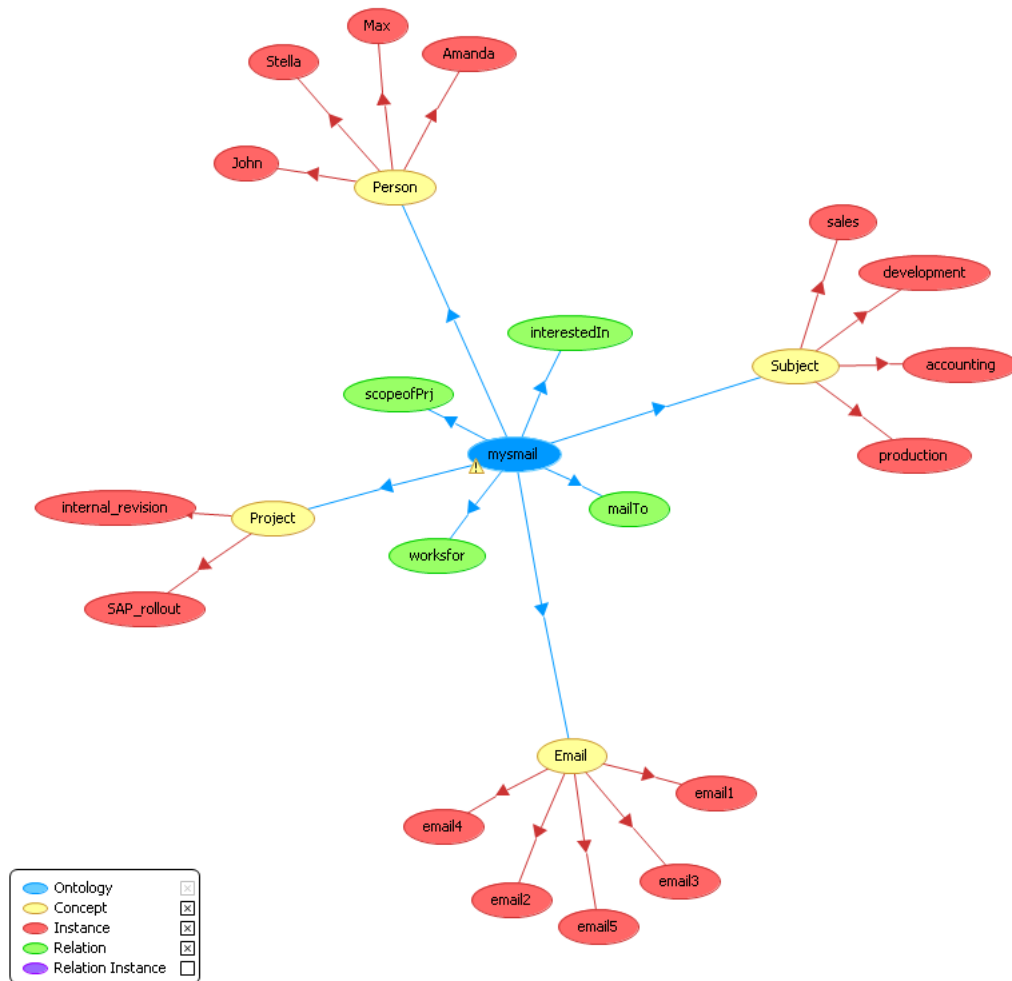 Max
Amanda
Stella
John
Person
sales
development
interestedIn
Subject
accounting
scopeofPrj
mysmail
production
internal_revision
Project
mailTo
worksfor
SAP_rollout
Email
email1
email4
email3
email2
email5
Ontology
Concept
Instance
Relation
Relation Instance